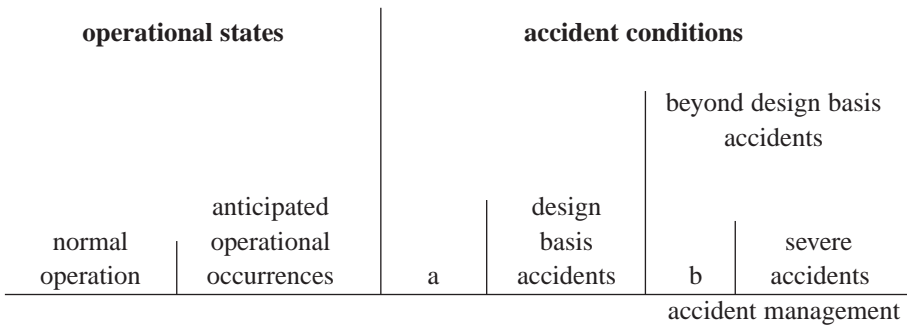 operational states
accident conditions
beyond design basis
accidents
normal
operation
anticipated
operational
occurrences
a
design
basis
accidents
b
severe
accidents
accident management